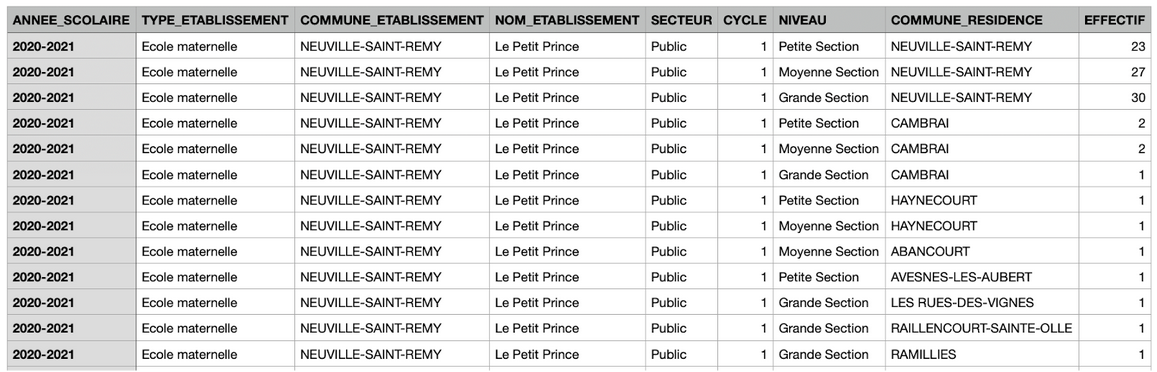 ANNEE_SCOLAIRE TYPE_ETABLISSEMENT COMMUNE_ETABLISSEMENT NOM_ETABLISSEMENT SECTEUR CYCLE NIVEAU COMMUNE_RESIDENCE EFFECTIF
2020-2021 Ecole maternelle NEUVILLE-SAINT-REMY Le Petit Prince Public 1 Petite Section NEUVILLE-SAINT-REMY 23
2020-2021 Ecole maternelle NEUVILLE-SAINT-REMY Le Petit Prince Public 1 Moyenne Section NEUVILLE-SAINT-REMY 27
2020-2021 Ecole maternelle NEUVILLE-SAINT-REMY Le Petit Prince Public 1 Grande Section NEUVILLE-SAINT-REMY 30
2020-2021 Ecole maternelle NEUVILLE-SAINT-REMY Le Petit Prince Public 1 Petite Section CAMBRAI 2
2020-2021 Ecole maternelle NEUVILLE-SAINT-REMY Le Petit Prince Public 1 Moyenne Section CAMBRAI 2
2020-2021 Ecole maternelle NEUVILLE-SAINT-REMY Le Petit Prince Public 1 Grande Section CAMBRAI 1
2020-2021 Ecole maternelle NEUVILLE-SAINT-REMY Le Petit Prince Public 1 Petite Section HAYNECOURT 1
2020-2021 Ecole maternelle NEUVILLE-SAINT-REMY Le Petit Prince Public 1 Moyenne Section HAYNECOURT 1
2020-2021 Ecole maternelle NEUVILLE-SAINT-REMY Le Petit Prince Public 1 Moyenne Section ABANCOURT 1
2020-2021 Ecole maternelle NEUVILLE-SAINT-REMY Le Petit Prince Public 1 Petite Section AVESNES-LES-AUBERT 1
2020-2021 Ecole maternelle NEUVILLE-SAINT-REMY Le Petit Prince Public 1 Grande Section LES RUES-DES-VIGNES 1
2020-2021 Ecole maternelle NEUVILLE-SAINT-REMY Le Petit Prince Public 1 Grande Section RAILLENCOURT-SAINTE-OLLE 1
2020-2021 Ecole maternelle NEUVILLE-SAINT-REMY Le Petit Prince Public 1 Grande Section RAMILLIES 1